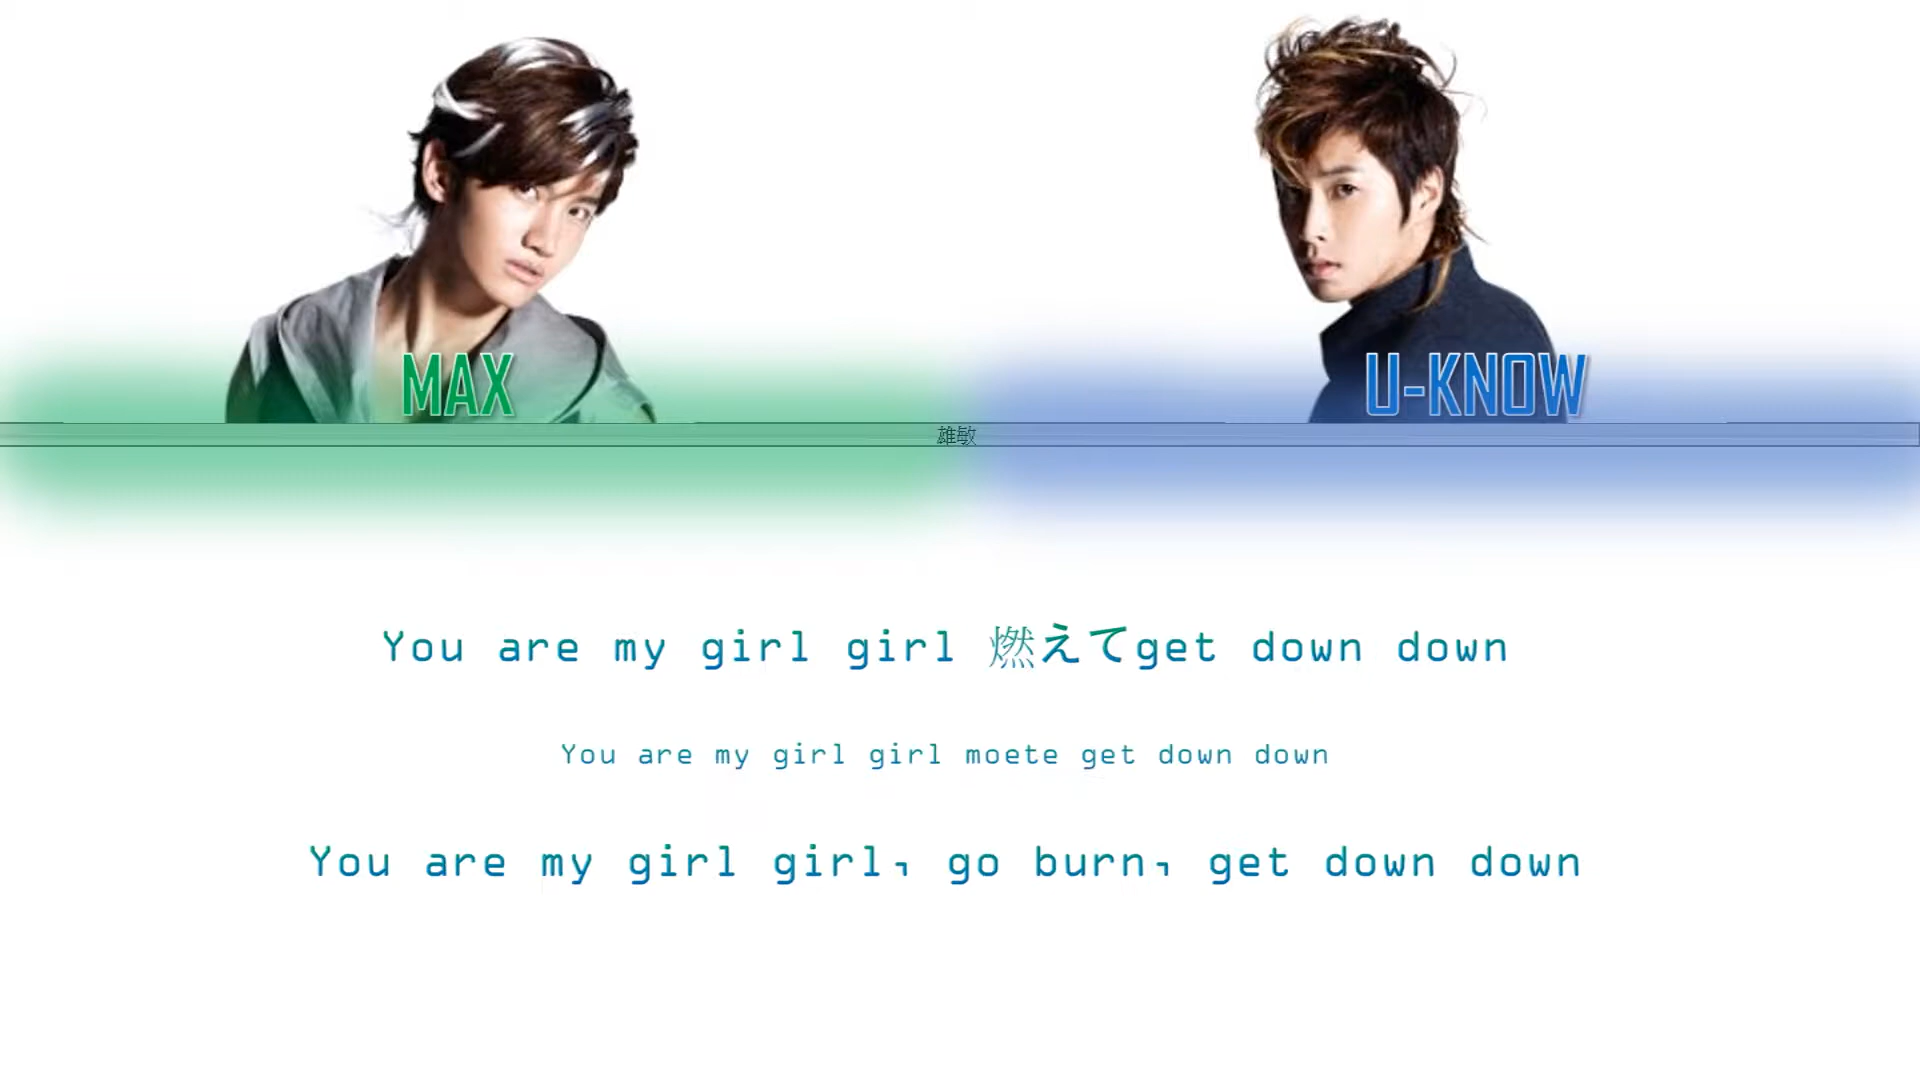 MAX
U-KNOW
雄敏
You are my girl girl 燃えてget down down
You are my girl girl moete get down down
You are my girl girl, go burn, get down down